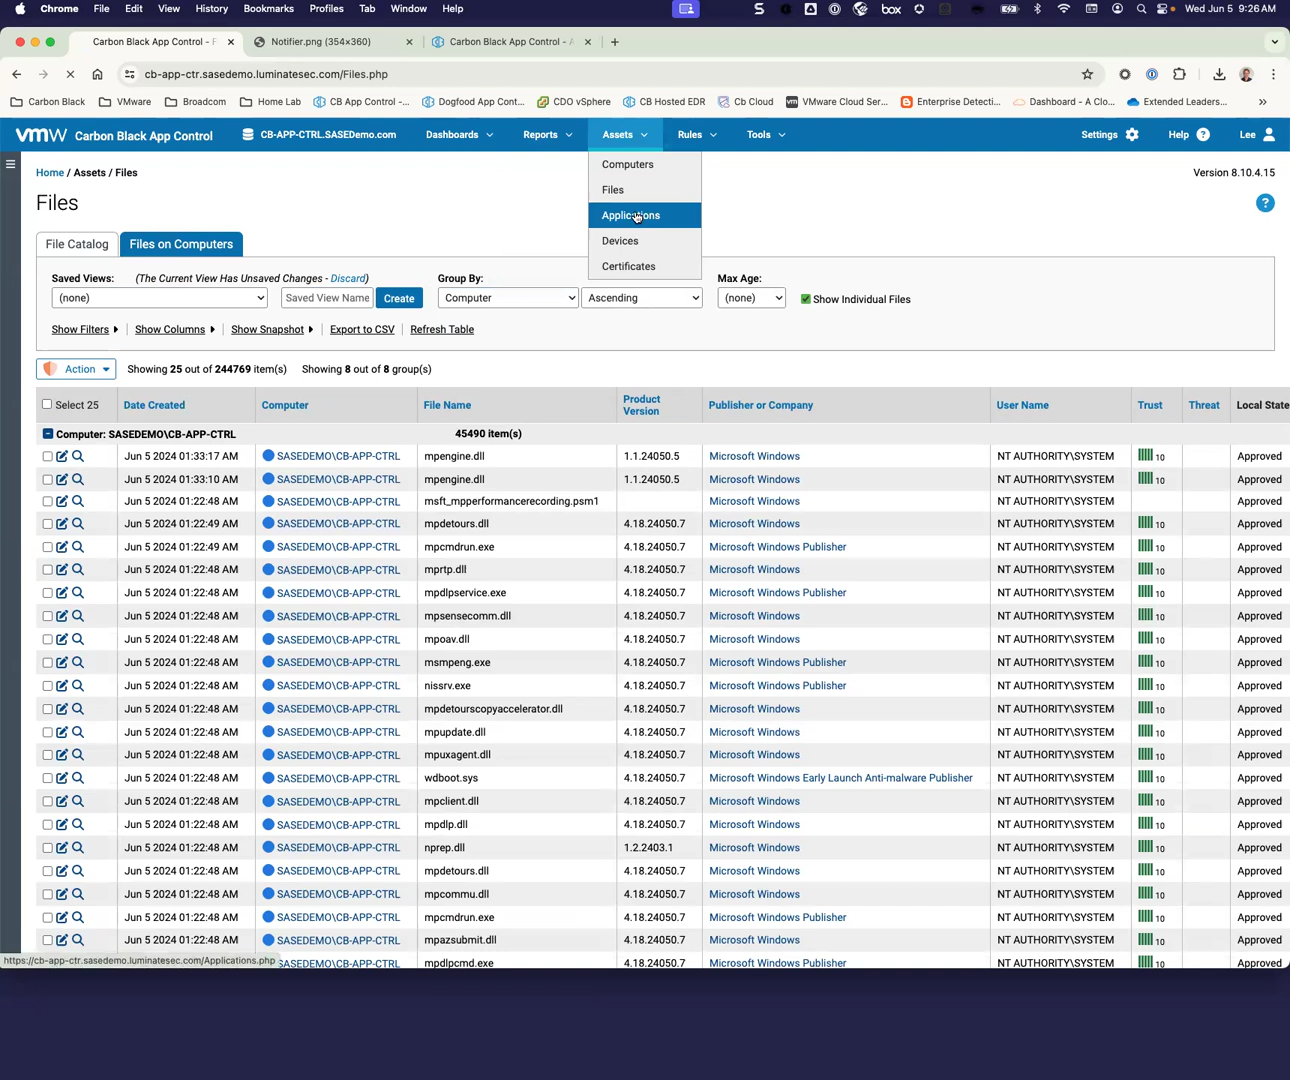 Chrome File Edit View History Bookmarks Profiles Tab Window Help box Wed Jun 5 9:26 AM
Carbon Black App Control - F Notifier.png (354×360) Carbon Black App Control - A
cb-app-ctr.sasedemo.luminatesec.com/Files.php
Carbon Black VMware Broadcom Home Lab CB App Control -... Dogfood App Cont... CDO vSphere CB Hosted EDR Cb Cloud VMware Cloud Ser... Enterprise Detecti... Dashboard - A Clo... Extended Leaders...
vmw Carbon Black App Control CB-APP-CTRL.SASEDemo.com Dashboards Reports Assets Rules Tools Settings Help Lee
Computers
Files
Applications
Devices
Certificates
Home / Assets / Files Version 8.10.4.15
Files
File Catalog Files on Computers
Saved Views: (The Current View Has Unsaved Changes - Discard) Group By: Max Age:
(none) Saved View Name Create Computer Ascending (none) Show Individual Files
Show Filters Show Columns Show Snapshot Export to CSV Refresh Table
Action Showing 25 out of 244769 item(s) Showing 8 out of 8 group(s)
Select 25 Date Created Computer File Name Product Version Publisher or Company User Name Trust Threat Local State
Computer: SASEDEMO\CB-APP-CTRL 45490 item(s)
Jun 5 2024 01:33:17 AM SASEDEMO\CB-APP-CTRL mpengine.dll 1.1.24050.5 Microsoft Windows NT AUTHORITY\SYSTEM 10 Approved
Jun 5 2024 01:33:10 AM SASEDEMO\CB-APP-CTRL mpengine.dll 1.1.24050.5 Microsoft Windows NT AUTHORITY\SYSTEM 10 Approved
Jun 5 2024 01:22:48 AM SASEDEMO\CB-APP-CTRL msft_mpperformancerecording.psm1 Microsoft Windows NT AUTHORITY\SYSTEM Approved
Jun 5 2024 01:22:49 AM SASEDEMO\CB-APP-CTRL mpdetours.dll 4.18.24050.7 Microsoft Windows NT AUTHORITY\SYSTEM 10 Approved
Jun 5 2024 01:22:49 AM SASEDEMO\CB-APP-CTRL mpcmdrun.exe 4.18.24050.7 Microsoft Windows Publisher NT AUTHORITY\SYSTEM 10 Approved
Jun 5 2024 01:22:48 AM SASEDEMO\CB-APP-CTRL mprtp.dll 4.18.24050.7 Microsoft Windows NT AUTHORITY\SYSTEM 10 Approved
Jun 5 2024 01:22:48 AM SASEDEMO\CB-APP-CTRL mpdlpservice.exe 4.18.24050.7 Microsoft Windows Publisher NT AUTHORITY\SYSTEM 10 Approved
Jun 5 2024 01:22:48 AM SASEDEMO\CB-APP-CTRL mpsensecomm.dll 4.18.24050.7 Microsoft Windows NT AUTHORITY\SYSTEM 10 Approved
Jun 5 2024 01:22:48 AM SASEDEMO\CB-APP-CTRL mpoav.dll 4.18.24050.7 Microsoft Windows NT AUTHORITY\SYSTEM 10 Approved
Jun 5 2024 01:22:48 AM SASEDEMO\CB-APP-CTRL msmpeng.exe 4.18.24050.7 Microsoft Windows Publisher NT AUTHORITY\SYSTEM 10 Approved
Jun 5 2024 01:22:48 AM SASEDEMO\CB-APP-CTRL nissrv.exe 4.18.24050.7 Microsoft Windows Publisher NT AUTHORITY\SYSTEM 10 Approved
Jun 5 2024 01:22:48 AM SASEDEMO\CB-APP-CTRL mpdetourscopyaccelerator.dll 4.18.24050.7 Microsoft Windows NT AUTHORITY\SYSTEM 10 Approved
Jun 5 2024 01:22:48 AM SASEDEMO\CB-APP-CTRL mpupdate.dll 4.18.24050.7 Microsoft Windows NT AUTHORITY\SYSTEM 10 Approved
Jun 5 2024 01:22:48 AM SASEDEMO\CB-APP-CTRL mpuxagent.dll 4.18.24050.7 Microsoft Windows NT AUTHORITY\SYSTEM 10 Approved
Jun 5 2024 01:22:48 AM SASEDEMO\CB-APP-CTRL wdboot.sys 4.18.24050.7 Microsoft Windows Early Launch Anti-malware Publisher NT AUTHORITY\SYSTEM 10 Approved
Jun 5 2024 01:22:48 AM SASEDEMO\CB-APP-CTRL mpclient.dll 4.18.24050.7 Microsoft Windows NT AUTHORITY\SYSTEM 10 Approved
Jun 5 2024 01:22:48 AM SASEDEMO\CB-APP-CTRL mpdlp.dll 4.18.24050.7 Microsoft Windows NT AUTHORITY\SYSTEM 10 Approved
Jun 5 2024 01:22:48 AM SASEDEMO\CB-APP-CTRL nprep.dll 1.2.2403.1 Microsoft Windows NT AUTHORITY\SYSTEM 10 Approved
Jun 5 2024 01:22:48 AM SASEDEMO\CB-APP-CTRL mpdetours.dll 4.18.24050.7 Microsoft Windows NT AUTHORITY\SYSTEM 10 Approved
Jun 5 2024 01:22:48 AM SASEDEMO\CB-APP-CTRL mpcommu.dll 4.18.24050.7 Microsoft Windows NT AUTHORITY\SYSTEM 10 Approved
Jun 5 2024 01:22:48 AM SASEDEMO\CB-APP-CTRL mpcmdrun.exe 4.18.24050.7 Microsoft Windows Publisher NT AUTHORITY\SYSTEM 10 Approved
Jun 5 2024 01:22:48 AM SASEDEMO\CB-APP-CTRL mpazsubmit.dll 4.18.24050.7 Microsoft Windows NT AUTHORITY\SYSTEM 10 Approved
https://cb-app-ctr.sasedemo.luminatesec.com/Applications.php SASEDEMO\CB-APP-CTRL mpdlpcmd.exe 4.18.24050.7 Microsoft Windows Publisher NT AUTHORITY\SYSTEM 10 Approved